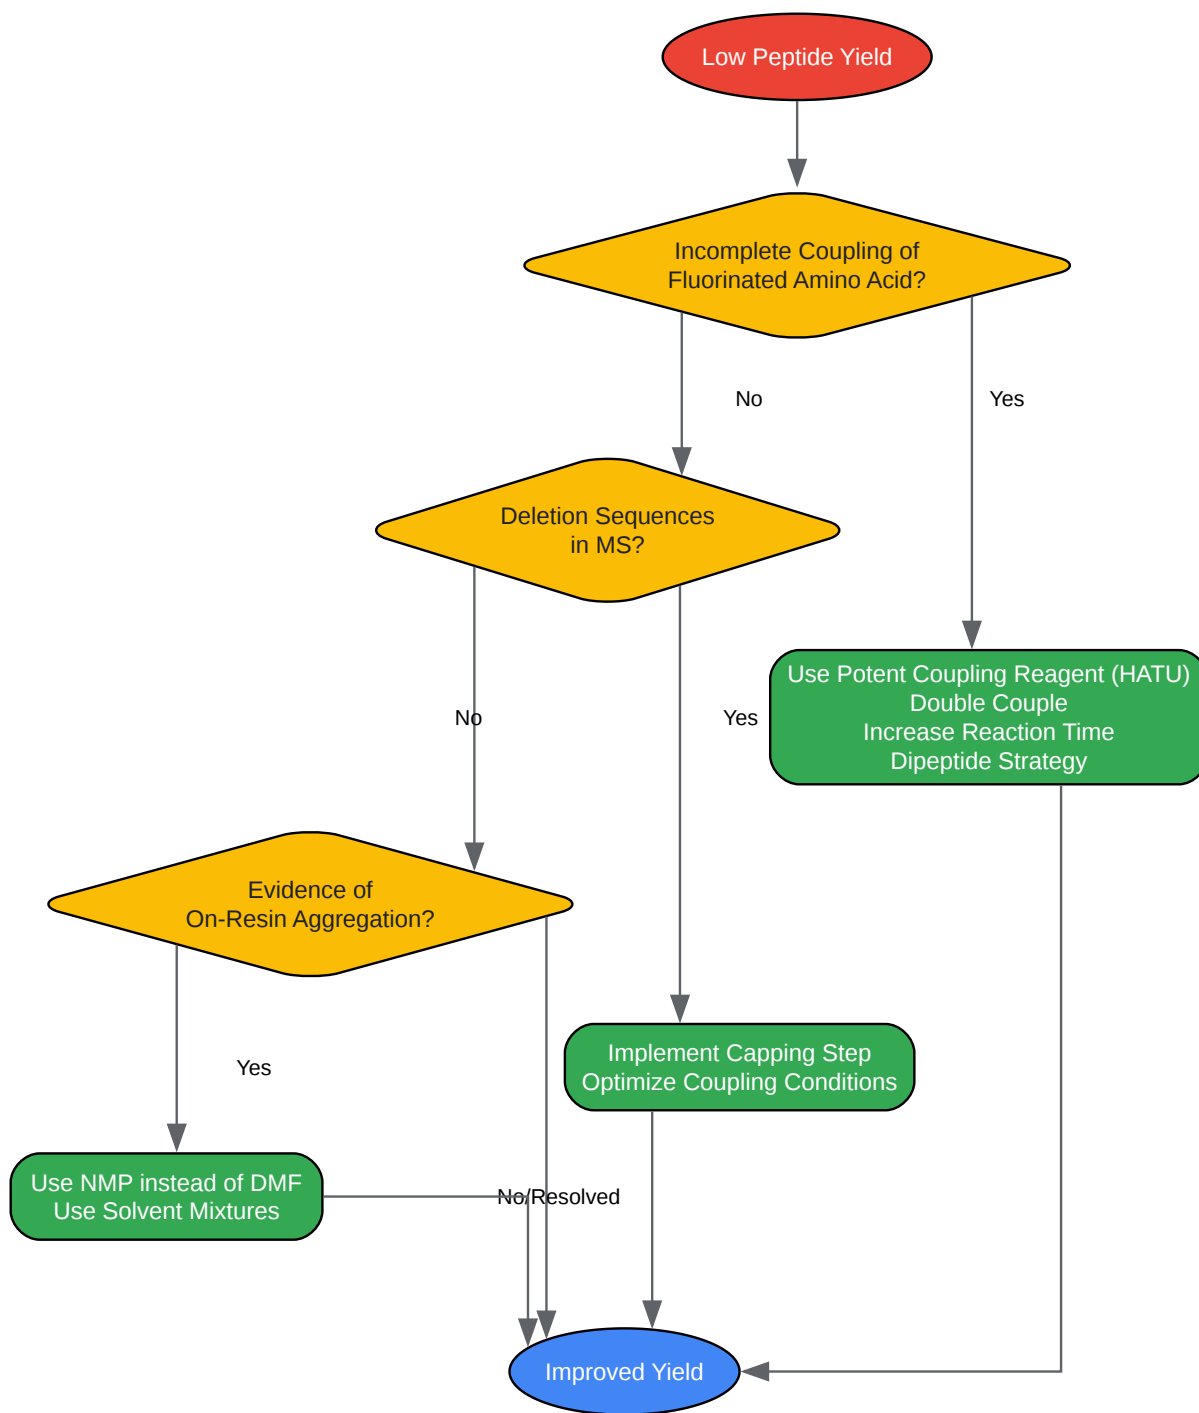 Low Peptide Yield
Incomplete Coupling of
Fluorinated Amino Acid?
No
Yes
Deletion Sequences
in MS?
Use Potent Coupling Reagent (HATU)
Double Couple
Increase Reaction Time
Dipeptide Strategy
No
Yes
Evidence of
On-Resin Aggregation?
Implement Capping Step
Optimize Coupling Conditions
Yes
Use NMP instead of DMF
Use Solvent Mixtures
No/Resolved
Improved Yield